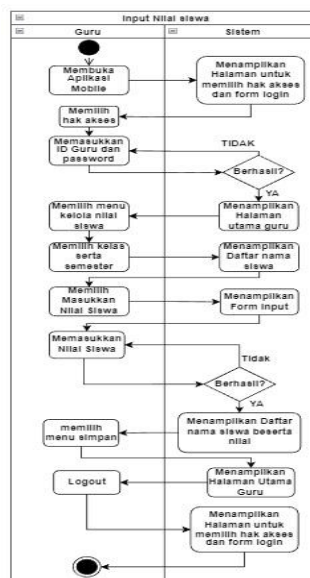 Input Nilai siswa
Guru
Sistem
Membuka
Aplikasi
Mobile
Menampilkan
Halaman untuk
memilih hak akses
dan form login
Memilih
hak akses
Memasukkan
ID Guru dan
password
TIDAK
Berhasil?
YA
Memilih menu
kelola nilai
siswa
Menampilkan
Halaman
utama guru
Memilih kelas
serta
semester
Menampilkan
Daftar nama
siswa
Memilih
Masukkan
Nilai Siswa
Menampilkan
Form Input
Memasukkan
Nilai Siswa
Tidak
Berhasil?
YA
memilih
menu simpan
Menampilkan Daftar
nama siswa beserta
nilai
Logout
Menampilkan
Halaman Utama
Guru
Menampilkan
Halaman untuk
memilih hak akses
dan form login